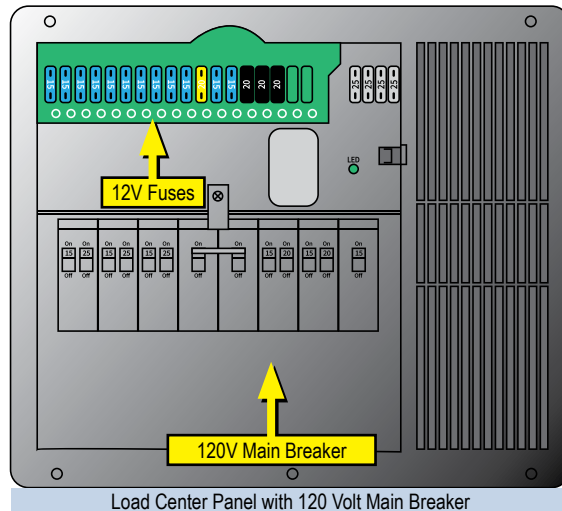 15 15 15 15 15 15 15 15 15 15 15 15 20 20 20
25 25 25 25
LED
12V Fuses
On On On On On On On On On On On On On
15 25 15 25 15 25 15 20 15 20 15
Off Off Off Off Off Off Off Off Off Off Off Off Off
120V Main Breaker
Load Center Panel with 120 Volt Main Breaker